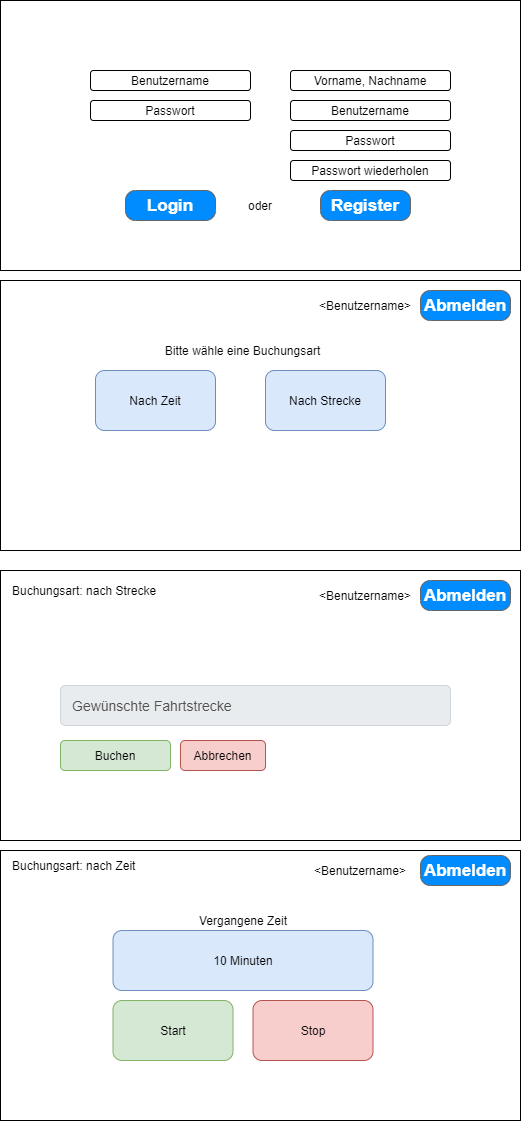 Benutzername
Passwort
Vorname, Nachname
Benutzername
Passwort
Passwort wiederholen
Login
oder
Register
<Benutzername>
Abmelden
Bitte wähle eine Buchungsart
Nach Zeit
Nach Strecke
Buchungsart: nach Strecke
<Benutzername>
Abmelden
Gewünschte Fahrtstrecke
Buchen
Abbrechen
Buchungsart: nach Zeit
<Benutzername>
Abmelden
Vergangene Zeit
10 Minuten
Start
Stop